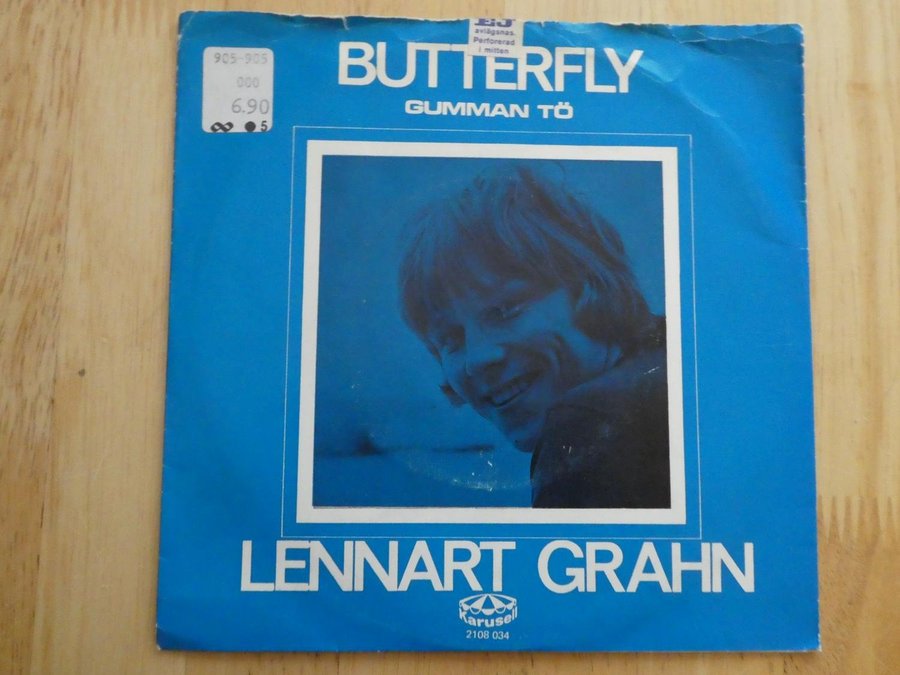 EJ
avlägsnas.
Perforerad
i mitten
905-905
000
6.90
5
BUTTERFLY
GUMMAN TÖ
LENNART GRAHN
Karusell
2108 034